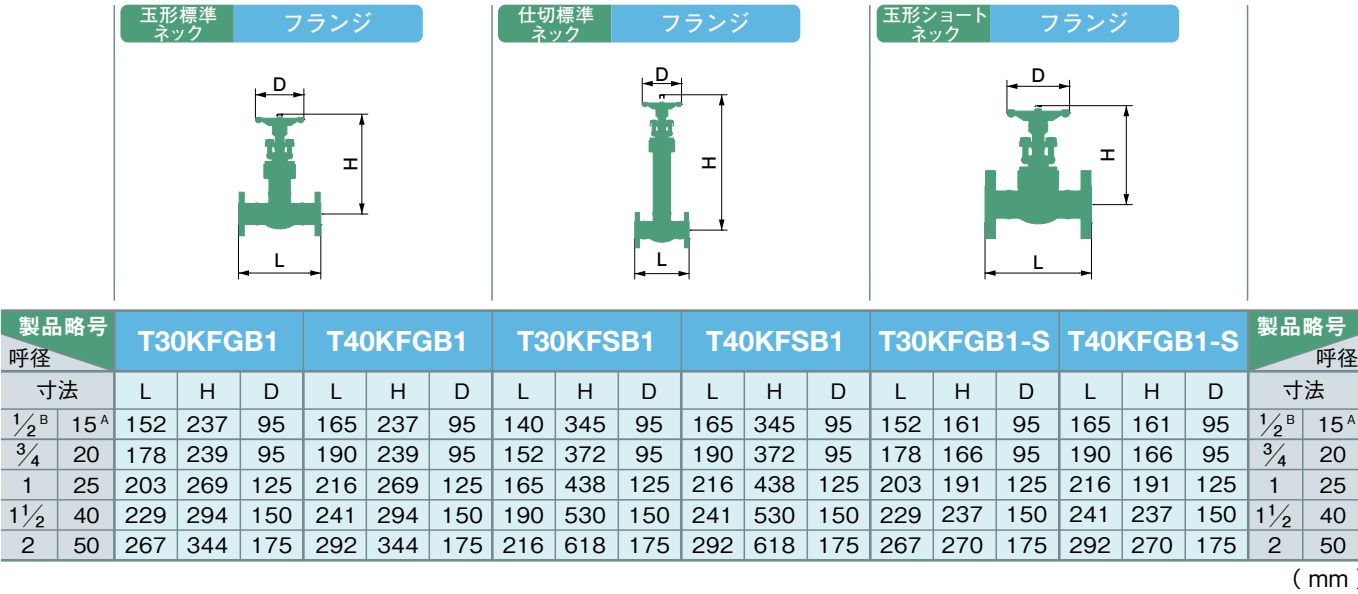 玉形標準
ネック
フランジ
仕切標準
ネック
フランジ
玉形ショート
ネック
フランジ
D
H
L
D
H
L
D
H
L
製品略号 T30KFGB1 T40KFGB1 T30KFSB1 T40KFSB1 T30KFGB1-S T40KFGB1-S 製品略号
呼径 呼径
寸法 L H D L H D L H D L H D L H D L H D 寸法
1/2 B 15 A 152 237 95 165 237 95 140 345 95 165 345 95 152 161 95 165 161 95 1/2 B 15 A
3/4 20 178 239 95 190 239 95 152 372 95 190 372 95 178 166 95 190 166 95 3/4 20
1 25 203 269 125 216 269 125 165 438 125 216 438 125 203 191 125 216 191 125 1 25
1 1/2 40 229 294 150 241 294 150 190 530 150 241 530 150 229 237 150 241 237 150 1 1/2 40
2 50 267 344 175 292 344 175 216 618 175 292 618 175 267 270 175 292 270 175 2 50
( mm )